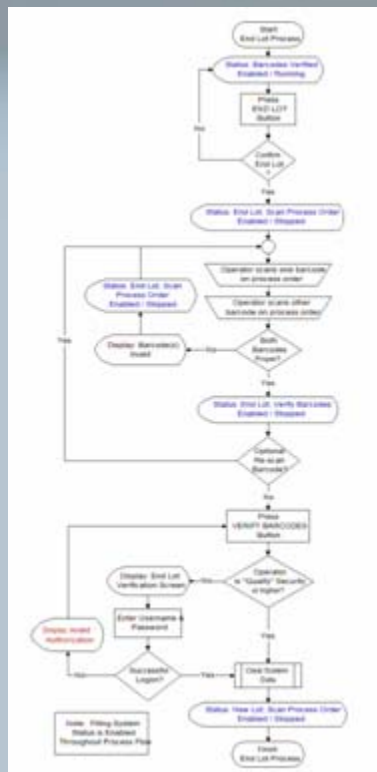 Start
End Lot Process
Status: Barcodes Verified
Enabled / Running
Press
END LOT
Button
No
Confirm
End Lot
?
Yes
Status: End Lot, Scan Process Order
Enabled / Stopped
Operator scans one barcode
on process order
Status: End Lot, Scan
Process Order
Enabled / Stopped
Operator scans other
barcode on process order
Yes
Display: Barcode(s)
Invalid
No
Both
Barcodes
Proper?
Yes
Status: End Lot, Verify Barcodes
Enabled / Stopped
Optional
Re-scan
Barcode?
No
Press
VERIFY BARCODES
Button
Display: End Lot
Verification Screen
No
Operator
is "Quality" Security
or higher?
Enter Username &
Password
Display: Invalid
Authorization
Yes
No
Successful
Logon?
Yes
Clear System
Data
Status: New Lot, Scan Process Order
Enabled / Stopped
Note: Filling System
Status is Enabled
Throughout Process Flow
Finish
End Lot Process